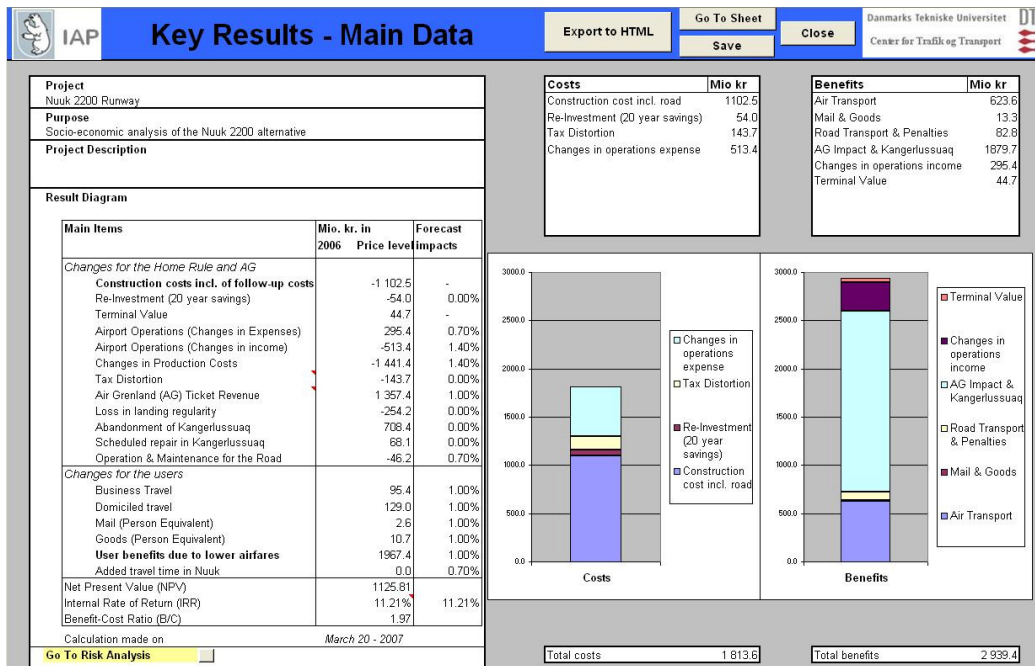 IAP
Key Results - Main Data
Export to HTML
Go To Sheet
Save
Close
Danmarks Tekniske Universitet
Center for Trafik og Transport
Project
Nuuk 2200 Runway
Purpose
Socio-economic analysis of the Nuuk 2200 alternative
Project Description
Result Diagram
Main Items Mio. kr. in Forecast
2006 Price level impacts
Changes for the Home Rule and AG
Construction costs incl. of follow-up costs -1 102.5 -
Re-Investment (20 year savings) -54.0 0.00%
Terminal Value 44.7 -
Airport Operations (Changes in Expenses) 295.4 0.70%
Airport Operations (Changes in income) -513.4 1.40%
Changes in Production Costs -1 441.4 1.40%
Tax Distortion -143.7 0.00%
Air Grenland (AG) Ticket Revenue 1 357.4 1.00%
Loss in landing regularity -254.2 0.00%
Abandonment of Kangerlussuaq 708.4 0.00%
Scheduled repair in Kangerlussuaq 68.1 0.00%
Operation & Maintenance for the Road -46.2 0.70%
Changes for the users
Business Travel 95.4 1.00%
Domiciled travel 129.0 1.00%
Mail (Person Equivalent) 2.6 1.00%
Goods (Person Equivalent) 10.7 1.00%
User benefits due to lower airfares 1967.4 1.00%
Added travel time in Nuuk 0.0 0.70%
Net Present Value (NPV) 1125.81
Internal Rate of Return (IRR) 11.21% 11.21%
Benefit-Cost Ratio (B/C) 1.97
Calculation made on March 20 - 2007
Go To Risk Analysis
Costs Mio kr
Construction cost incl. road 1102.5
Re-Investment (20 year savings) 54.0
Tax Distortion 143.7
Changes in operations expense 513.4
Benefits Mio kr
Air Transport 623.6
Mail & Goods 13.3
Road Transport & Penalties 82.8
AG Impact & Kangerlussuaq 1879.7
Changes in operations income 295.4
Terminal Value 44.7
3000.0
2500.0
2000.0
1500.0
1000.0
500.0
0.0
Costs
Changes in
operations
expense
Tax Distortion
Re-Investment
(20 year
savings)
Construction
cost incl. road
3000.0
2500.0
2000.0
1500.0
1000.0
500.0
0.0
Benefits
Terminal Value
Changes in
operations
income
AG Impact &
Kangerlussuaq
Road Transport
& Penalties
Mail & Goods
Air Transport
Total costs 1 813.6
Total benefits 2 939.4